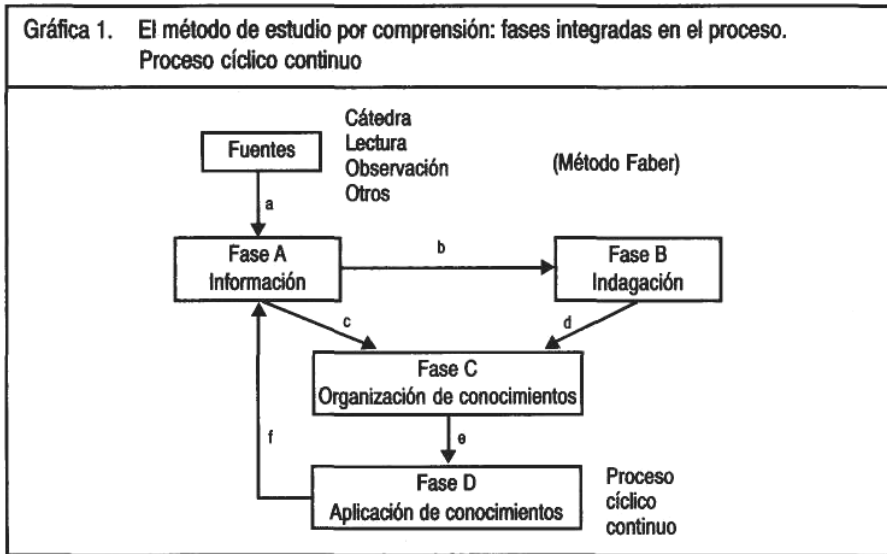 Gráfica 1. El método de estudio por comprensión: fases integradas en el proceso.
Proceso cíclico continuo
Fuentes
Cátedra
Lectura
Observación
Otros
(Método Faber)
a
Fase A
Información
b
Fase B
Indagación
c
d
Fase C
Organización de conocimientos
f
e
Fase D
Aplicación de conocimientos
Proceso
cíclico
continuo